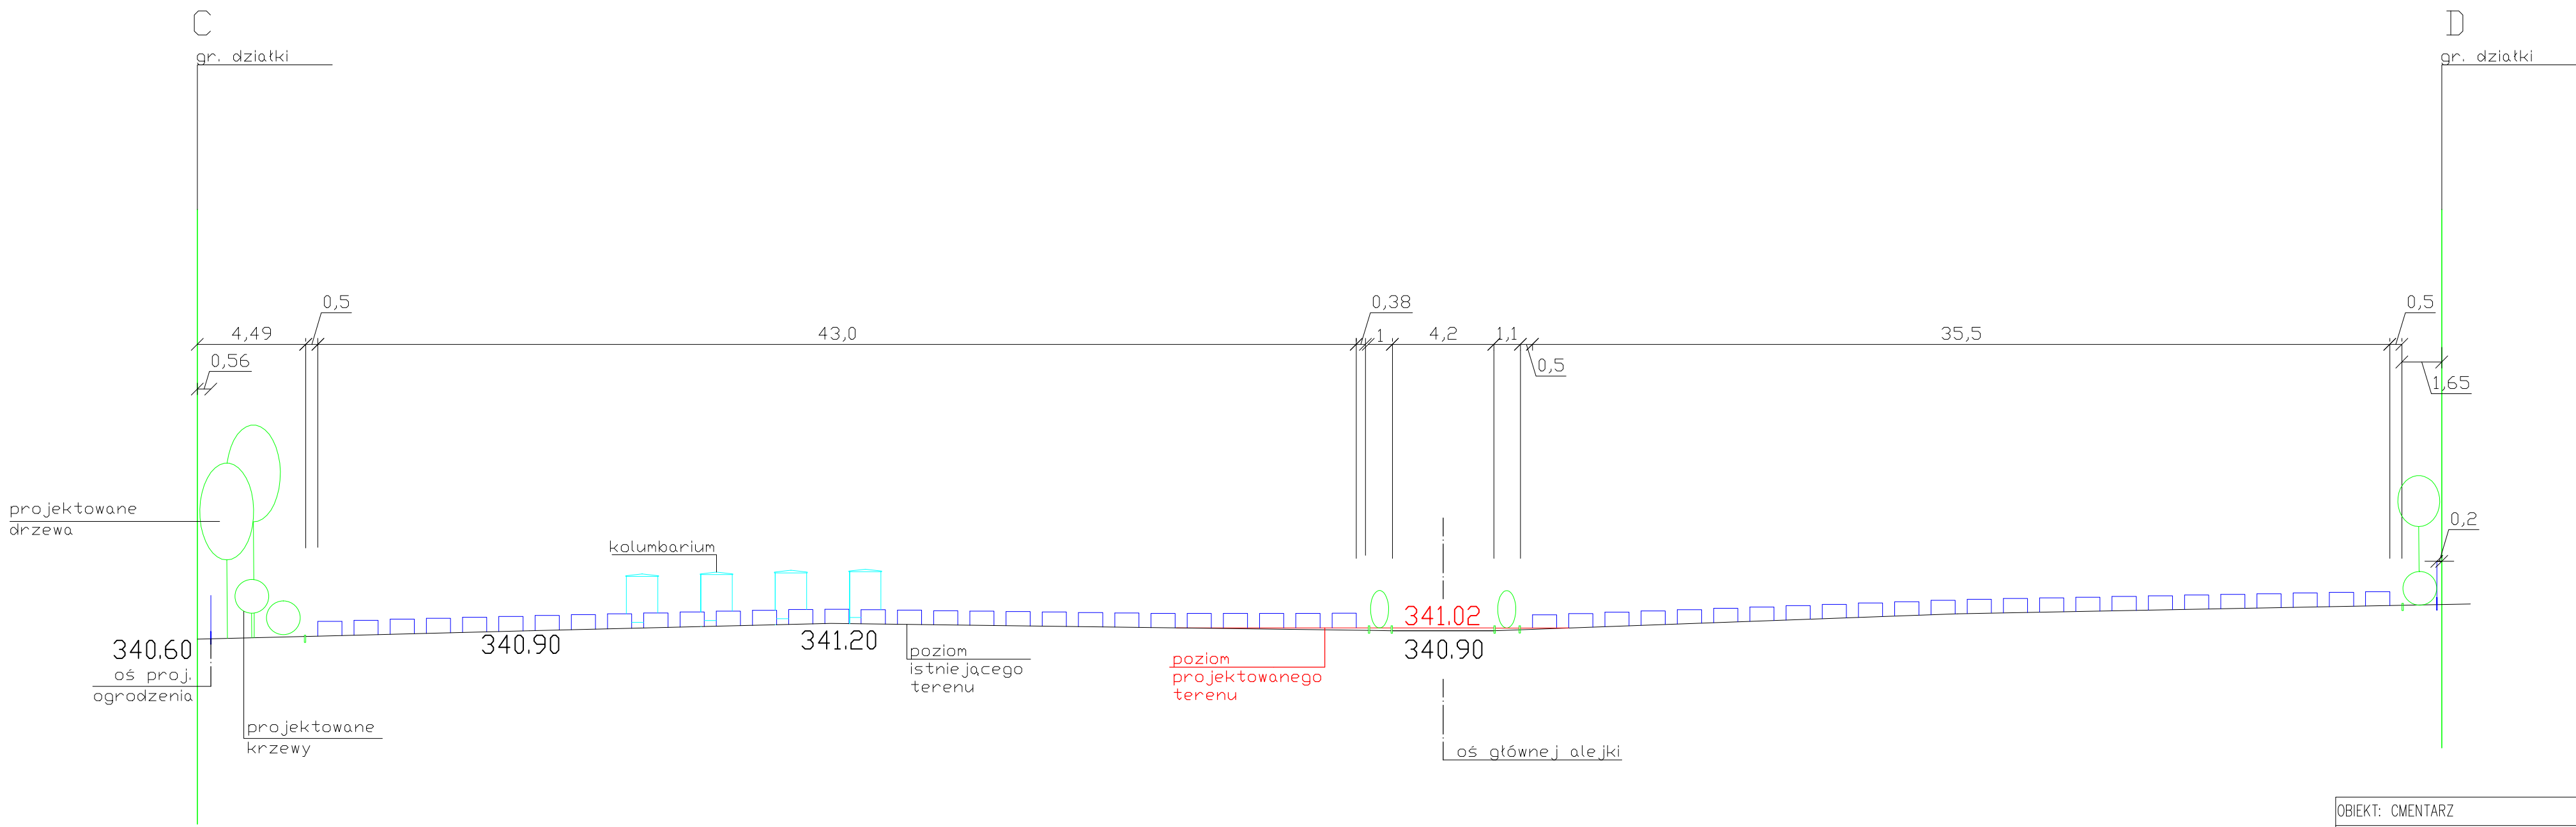 C
D
gr. działki
gr. działki
0,5
0,38
0,5
4,49
43,0
1
4,2
1,1
35,5
0,56
0,5
1,65
projektowane
drzewa
0,2
kolumbarium
341.02
340.60
340.90
341.20
340.90
oś proj.
ogrodzenia
poziom
istniejącego
terenu
poziom
projektowanego
terenu
projektowane
krzewy
oś głównej alejki
OBIEKT: CMENTARZ